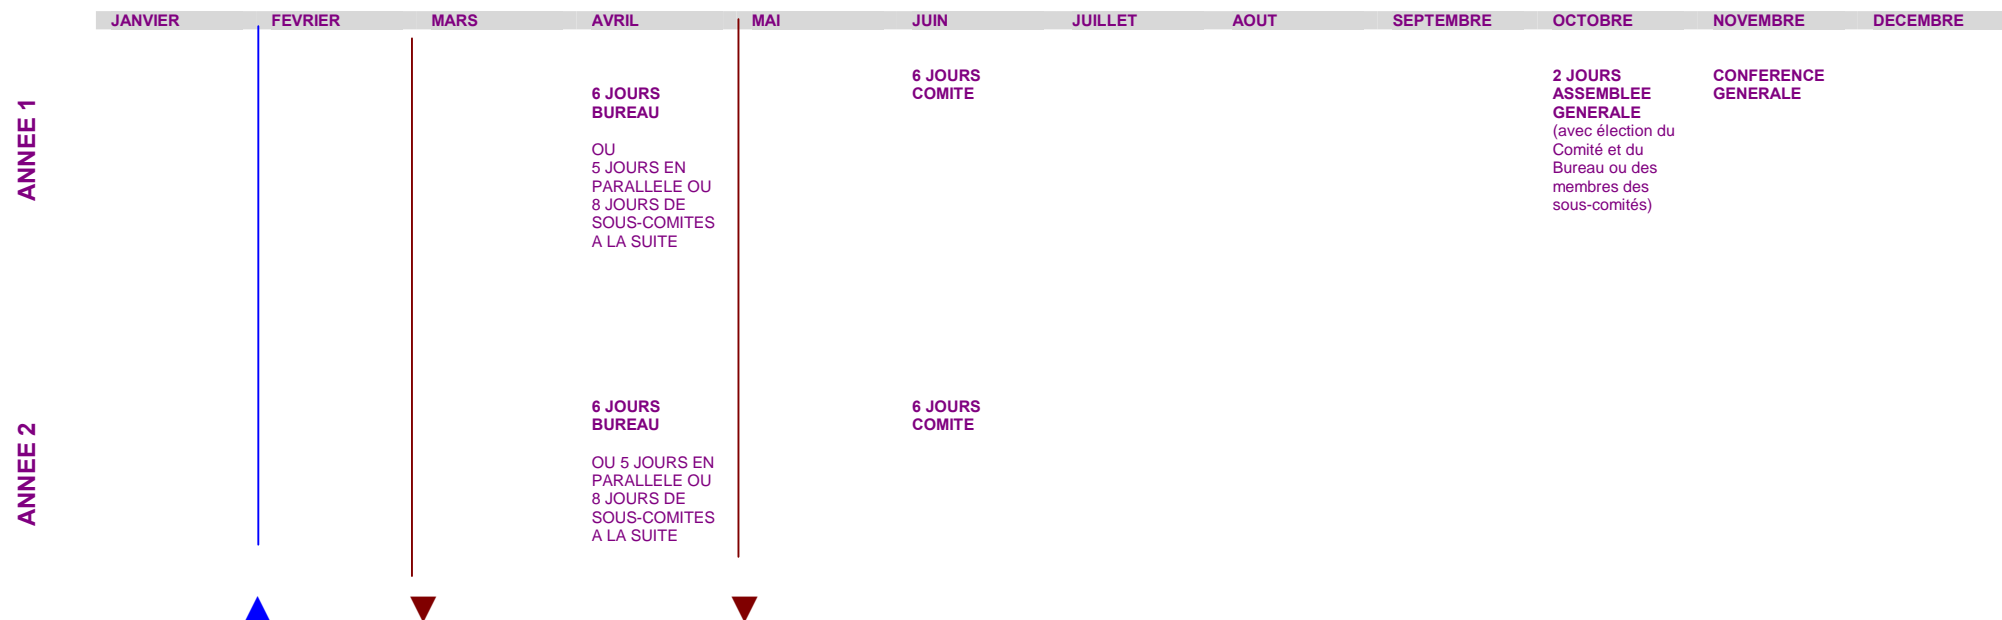 JANVIER FEVRIER MARS AVRIL MAI JUIN JUILLET AOUT SEPTEMBRE OCTOBRE NOVEMBRE DECEMBRE
ANNEE 1
6 JOURS
BUREAU
OU
5 JOURS EN
PARALLELE OU
8 JOURS DE
SOUS-COMITES
A LA SUITE
6 JOURS
COMITE
2 JOURS
ASSEMBLEE
GENERALE
(avec élection du
Comité et du
Bureau ou des
membres des
sous-comités)
CONFERENCE
GENERALE
ANNEE 2
6 JOURS
BUREAU
OU 5 JOURS EN
PARALLELE OU
8 JOURS DE
SOUS-COMITES
A LA SUITE
6 JOURS
COMITE